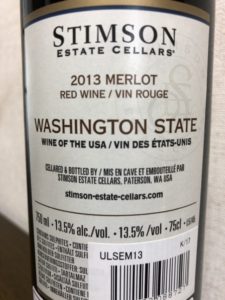 STIMSON
ESTATE CELLARS®
2013 MERLOT
RED WINE / VIN ROUGE
WASHINGTON STATE
WINE OF THE USA / VIN DES ÉTATS-UNIS
CELLARED & BOTTLED BY / MIS EN CAVE ET EMBOUTEILLÉ PAR
STIMSON ESTATE CELLARS, PATERSON, WA USA
stimson-estate-cellars.com
750 ml • 13.5% alc./vol. • 13.5% /vol • 75cl
ULSEM13
K/17